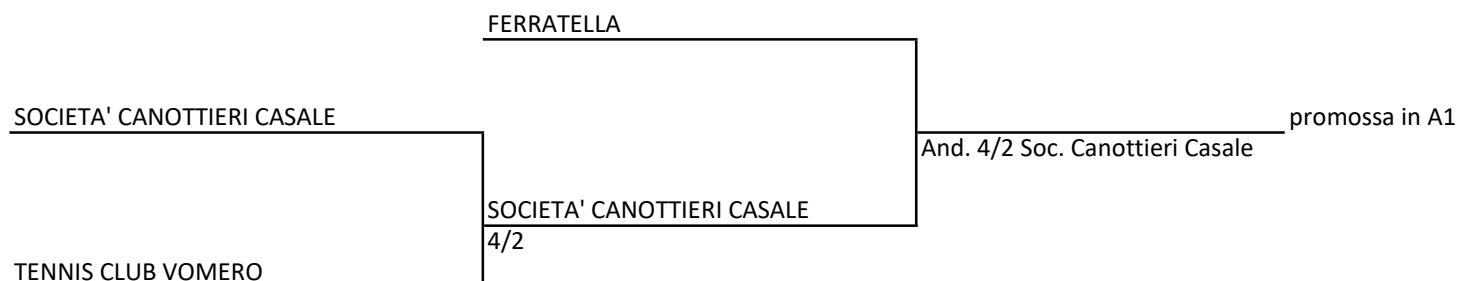 FERRATELLA
SOCIETA' CANOTTIERI CASALE
promossa in A1
And. 4/2 Soc. Canottieri Casale
SOCIETA' CANOTTIERI CASALE
4/2
TENNIS CLUB VOMERO